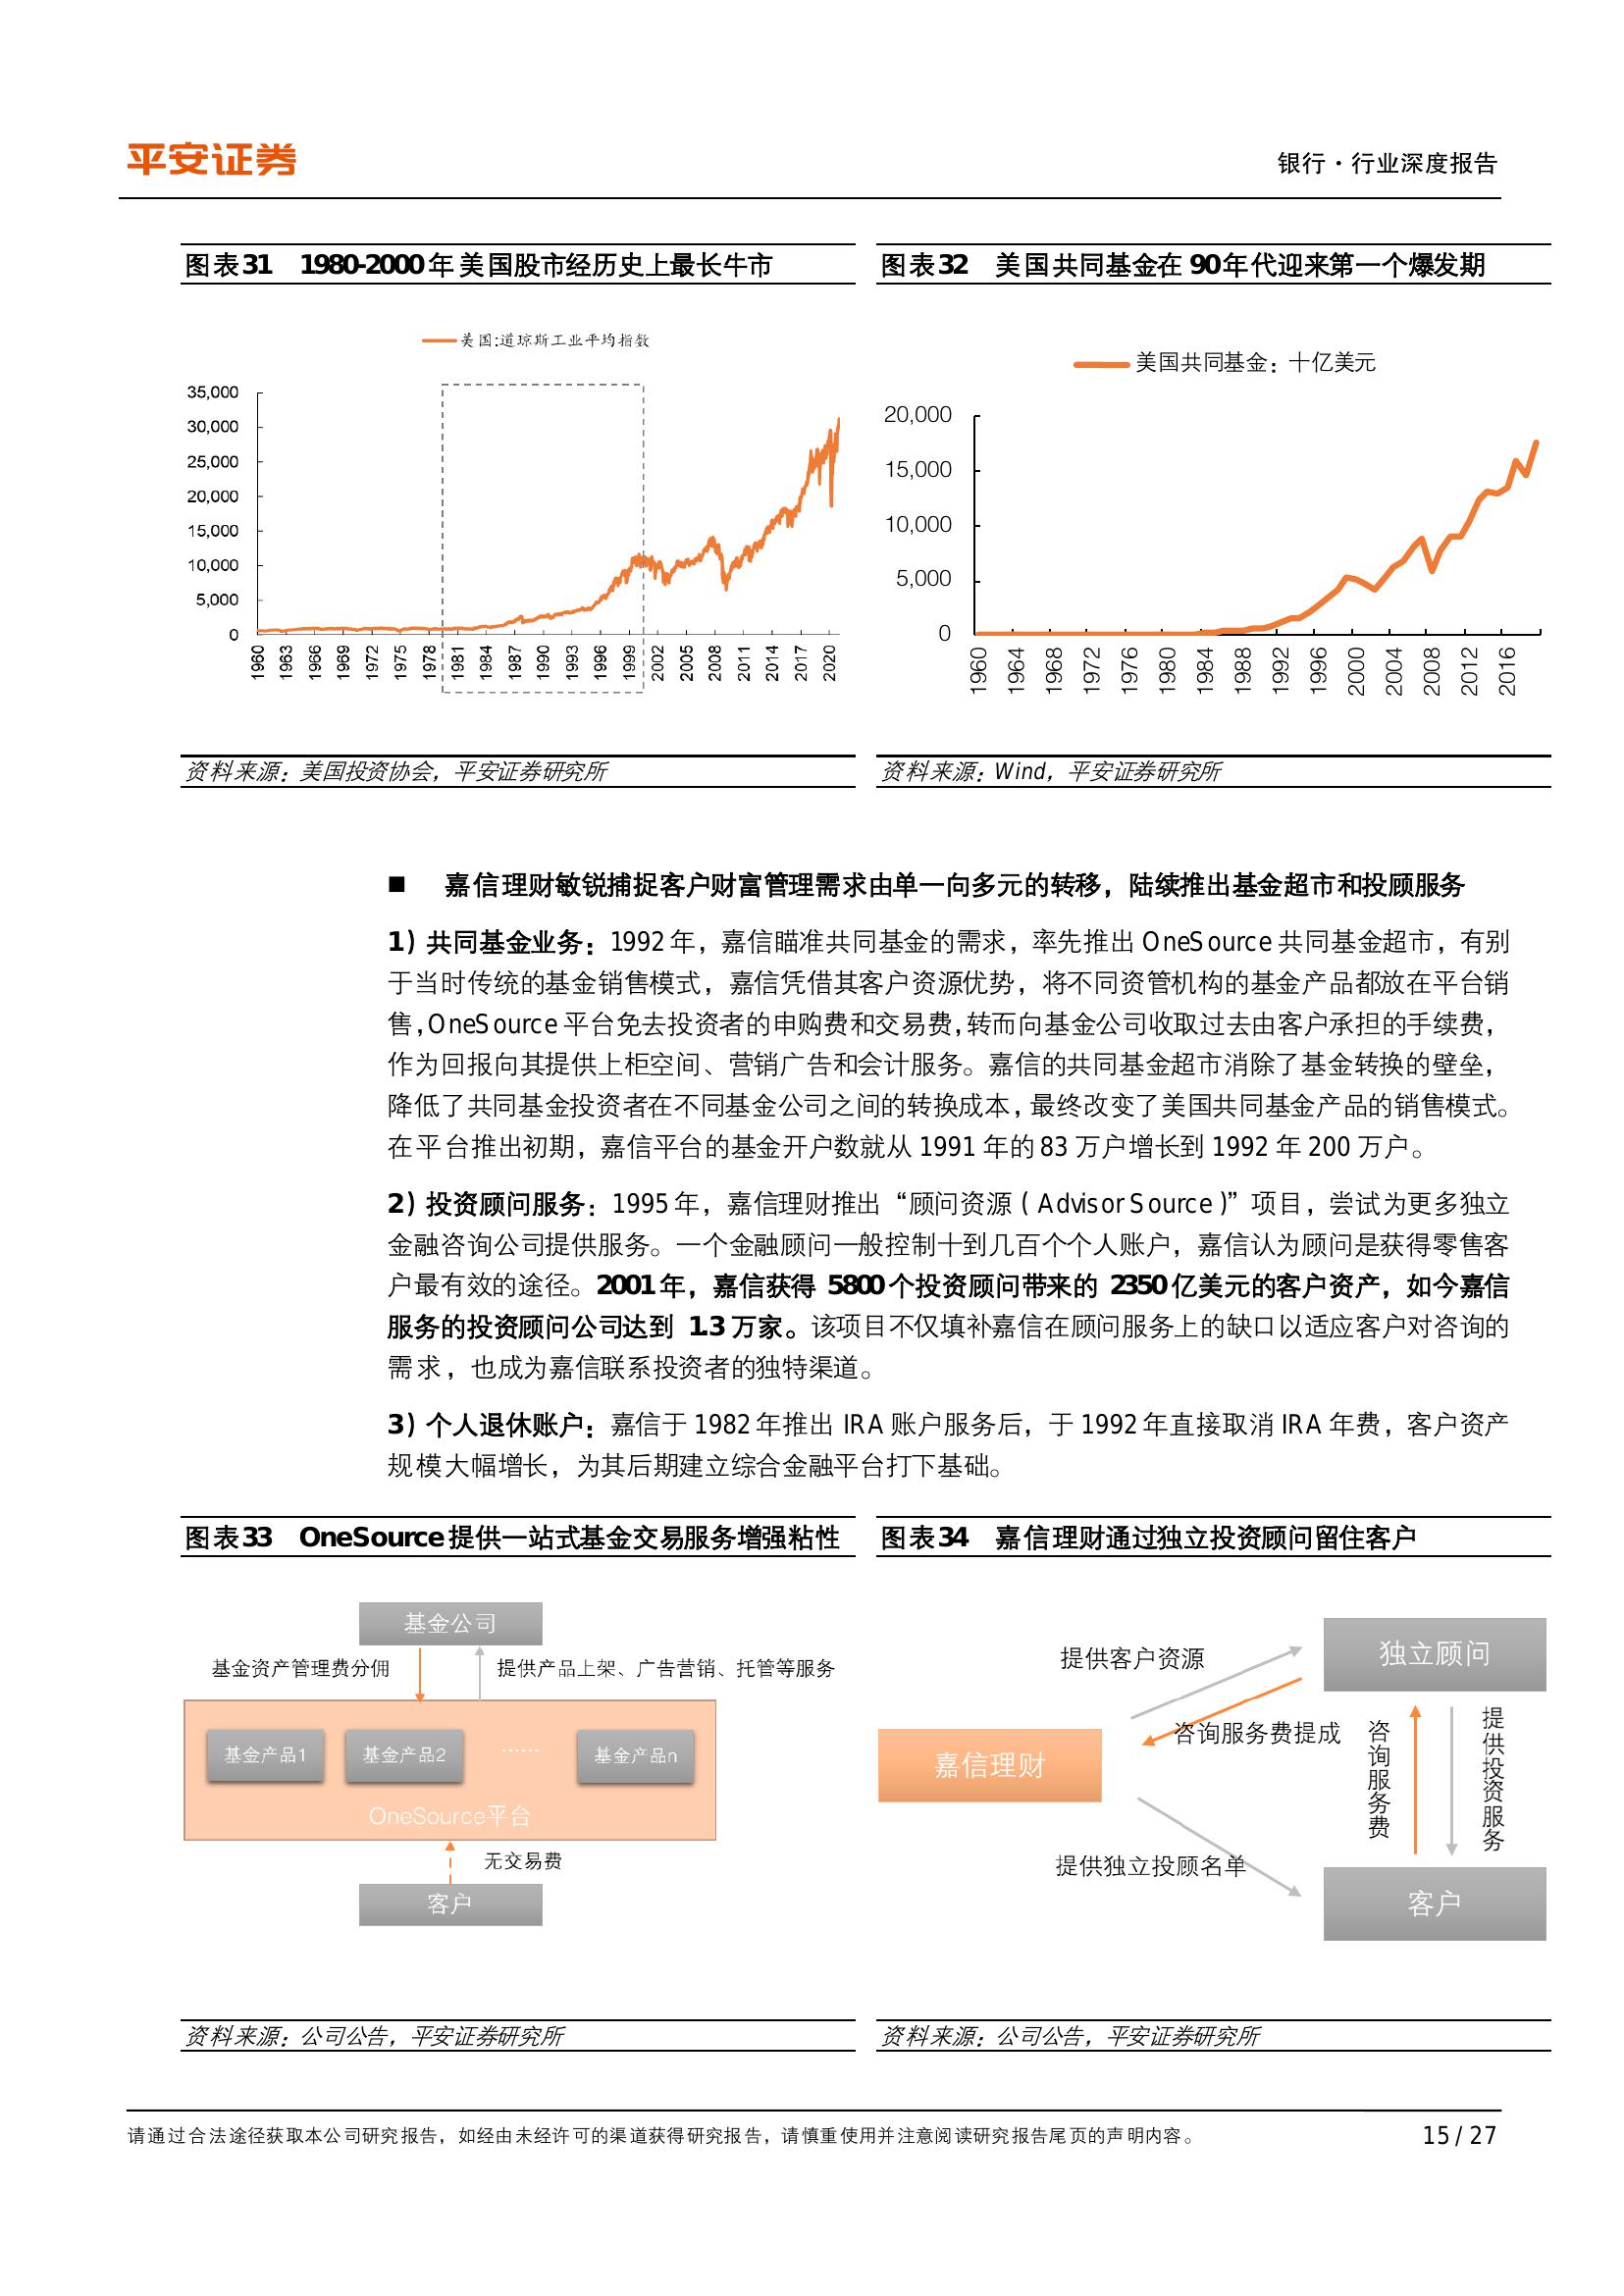 平安证券
银行·行业深度报告
图表31 1980-2000年美国股市经历史上最长牛市
美国:道琼斯工业平均指数
35,000
30,000
25,000
20,000
15,000
10,000
5,000
0
1960 1963 1966 1969 1972 1975 1978 1981 1984 1987 1990 1993 1996 1999 2002 2005 2008 2011 2014 2017 2020
资料来源：美国投资协会，平安证券研究所
图表32 美国共同基金在90年代迎来第一个爆发期
美国共同基金：十亿美元
20,000
15,000
10,000
5,000
0
1960 1964 1968 1972 1976 1980 1984 1988 1992 1996 2000 2004 2008 2012 2016
资料来源：Wind，平安证券研究所
■ 嘉信理财敏锐捕捉客户财富管理需求由单一向多元的转移，陆续推出基金超市和投顾服务
1）共同基金业务：1992年，嘉信瞄准共同基金的需求，率先推出OneSource共同基金超市，有别
于当时传统的基金销售模式，嘉信凭借其客户资源优势，将不同资管机构的基金产品都放在平台销
售，OneSource平台免去投资者的申购费和交易费，转而向基金公司收取过去由客户承担的手续费，
作为回报向其提供上柜空间、营销广告和会计服务。嘉信的共同基金超市消除了基金转换的壁垒，
降低了共同基金投资者在不同基金公司之间的转换成本，最终改变了美国共同基金产品的销售模式。
在平台推出初期，嘉信平台的基金开户数就从1991年的83万户增长到1992年200万户。
2）投资顾问服务：1995年，嘉信理财推出“顾问资源（Advisor Source）”项目，尝试为更多独立
金融咨询公司提供服务。一个金融顾问一般控制十到几百个个人账户，嘉信认为顾问是获得零售客
户最有效的途径。2001年，嘉信获得5800个投资顾问带来的2350亿美元的客户资产，如今嘉信
服务的投资顾问公司达到1.3万家。该项目不仅填补嘉信在顾问服务上的缺口以适应客户对咨询的
需求，也成为嘉信联系投资者的独特渠道。
3）个人退休账户：嘉信于1982年推出IRA账户服务后，于1992年直接取消IRA年费，客户资产
规模大幅增长，为其后期建立综合金融平台打下基础。
图表33 OneSource提供一站式基金交易服务增强粘性
基金公司
基金资产管理费分佣
提供产品上架、广告营销、托管等服务
基金产品1
基金产品2
……
基金产品n
OneSource平台
无交易费
客户
资料来源：公司公告，平安证券研究所
图表34 嘉信理财通过独立投资顾问留住客户
独立顾问
提供客户资源
咨询服务费提成
嘉信理财
咨询服务费
提供投资服务
提供独立投顾名单
客户
资料来源：公司公告，平安证券研究所
请通过合法途径获取本公司研究报告，如经由未经许可的渠道获得研究报告，请慎重使用并注意阅读研究报告尾页的声明内容。
15 / 27